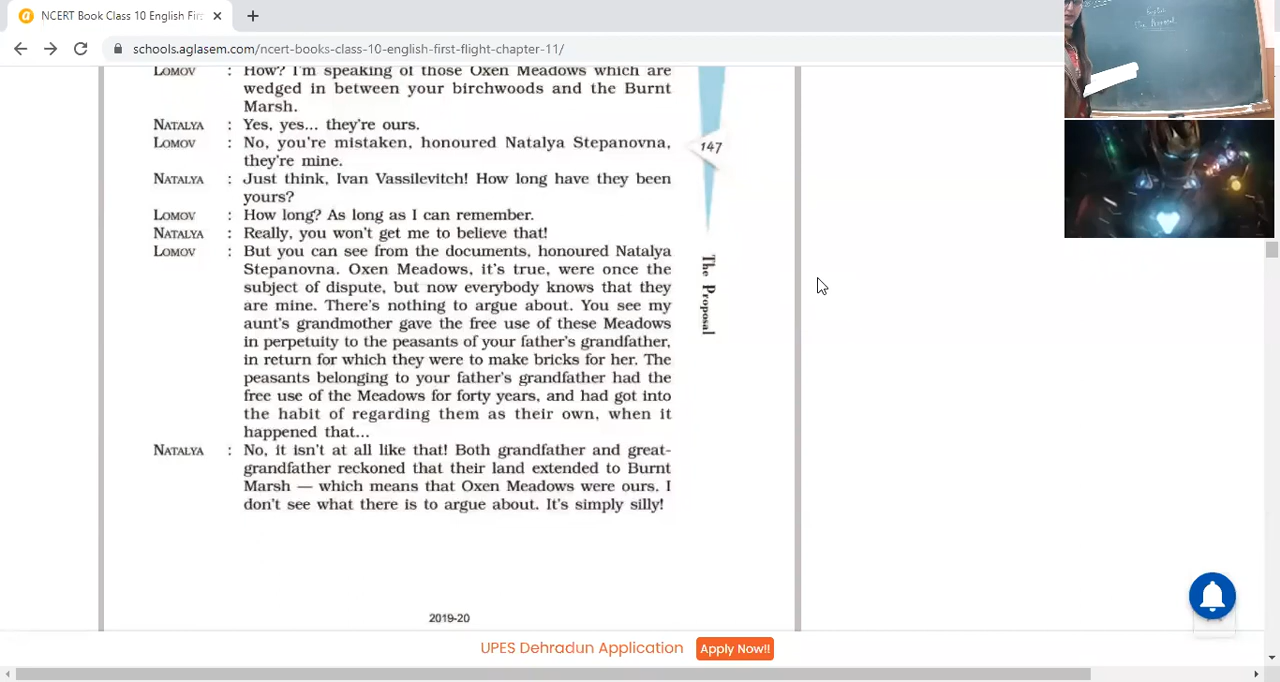 NCERT Book Class 10 English Firs
schools.aglasem.com/ncert-books-class-10-english-first-flight-chapter-11/
LOMOV : How? I'm speaking of those Oxen Meadows which are
wedged in between your birchwoods and the Burnt
Marsh.
NATALYA : Yes, yes... they're ours.
LOMOV : No, you're mistaken, honoured Natalya Stepanovna,
they're mine.
NATALYA : Just think, Ivan Vassilevitch! How long have they been
yours?
LOMOV : How long? As long as I can remember.
NATALYA : Really, you won't get me to believe that!
LOMOV : But you can see from the documents, honoured Natalya
Stepanovna. Oxen Meadows, it's true, were once the
subject of dispute, but now everybody knows that they
are mine. There's nothing to argue about. You see my
aunt's grandmother gave the free use of these Meadows
in perpetuity to the peasants of your father's grandfather,
in return for which they were to make bricks for her. The
peasants belonging to your father's grandfather had the
free use of the Meadows for forty years, and had got into
the habit of regarding them as their own, when it
happened that...
NATALYA : No, it isn't at all like that! Both grandfather and great-
grandfather reckoned that their land extended to Burnt
Marsh — which means that Oxen Meadows were ours. I
don't see what there is to argue about. It's simply silly!
147
The Proposal
2019-20
UPES Dehradun Application Apply Now!!
The Proposal